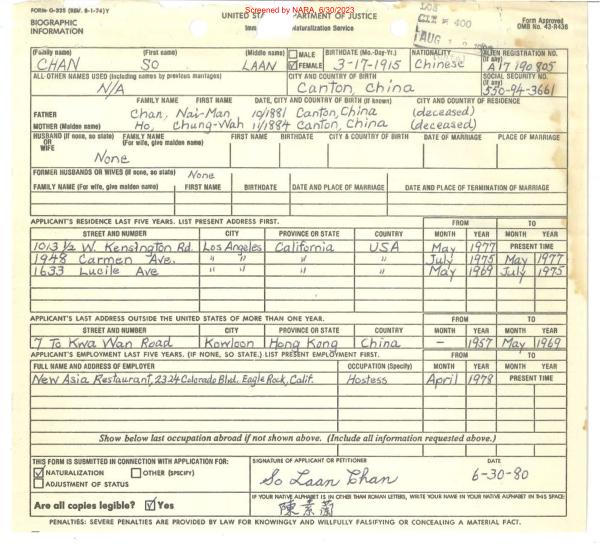 Screened by NARA, 6/30/2023
FORM G-325 (REV. 8-1-74)Y
BIOGRAPHIC INFORMATION
UNITED STA PARTMENT OF JUSTICE
Imm Naturalization Service
LOS
400
AUG
Form Approved
OMB No. 43-R436
(Family name) (First name) (Middle name) □ MALE ☑ FEMALE BIRTHDATE (Mo.-Day-Yr.) NATIONALITY ALIEN REGISTRATION NO. (if any)
CHAN SO LAAN 3-17-1915 Chinese A17 190 805
ALL OTHER NAMES USED (Including names by previous marriages) CITY AND COUNTRY OF BIRTH SOCIAL SECURITY NO. (If any)
N/A Canton, China 550-94-3661
FAMILY NAME FIRST NAME DATE, CITY AND COUNTRY OF BIRTH (If known) CITY AND COUNTRY OF RESIDENCE
FATHER Chan, Nai-Man 10/1881 Canton, China (deceased)
MOTHER (Maiden name) Ho, Chung-Wah 11/1884 Canton, China (deceased)
HUSBAND (If none, so state) OR WIFE FAMILY NAME (For wife, give maiden name) FIRST NAME BIRTHDATE CITY & COUNTRY OF BIRTH DATE OF MARRIAGE PLACE OF MARRIAGE
None
FORMER HUSBANDS OR WIVES (If none, so state) None
FAMILY NAME (For wife, give maiden name) FIRST NAME BIRTHDATE DATE AND PLACE OF MARRIAGE DATE AND PLACE OF TERMINATION OF MARRIAGE
APPLICANT'S RESIDENCE LAST FIVE YEARS. LIST PRESENT ADDRESS FIRST. FROM TO
STREET AND NUMBER CITY PROVINCE OR STATE COUNTRY MONTH YEAR MONTH YEAR
1013 1/2 W. Kensington Rd. Los Angeles California USA May 1977 PRESENT TIME
1948 Carmen Ave. " " " " July 1975 May 1977
1633 Lucile Ave " " " " May 1969 July 1975
APPLICANT'S LAST ADDRESS OUTSIDE THE UNITED STATES OF MORE THAN ONE YEAR. FROM TO
STREET AND NUMBER CITY PROVINCE OR STATE COUNTRY MONTH YEAR MONTH YEAR
7 To Kwa Wan Road Kowloon Hong Kong China — 1957 May 1969
APPLICANT'S EMPLOYMENT LAST FIVE YEARS. (IF NONE, SO STATE.) LIST PRESENT EMPLOYMENT FIRST. FROM TO
FULL NAME AND ADDRESS OF EMPLOYER OCCUPATION (Specify) MONTH YEAR MONTH YEAR
New Asia Restaurant, 2324 Colorado Blvd. Eagle Rock, Calif. Hostess April 1978 PRESENT TIME
Show below last occupation abroad if not shown above. (Include all information requested above.)
THIS FORM IS SUBMITTED IN CONNECTION WITH APPLICATION FOR: SIGNATURE OF APPLICANT OR PETITIONER DATE
☑ NATURALIZATION □ OTHER (SPECIFY)
□ ADJUSTMENT OF STATUS
So Laan Chan 6-30-80
Are all copies legible? ☑ Yes
IF YOUR NATIVE ALPHABET IS IN OTHER THAN ROMAN LETTERS, WRITE YOUR NAME IN YOUR NATIVE ALPHABET IN THIS SPACE:
陳素蘭
PENALTIES: SEVERE PENALTIES ARE PROVIDED BY LAW FOR KNOWINGLY AND WILLFULLY FALSIFYING OR CONCEALING A MATERIAL FACT.